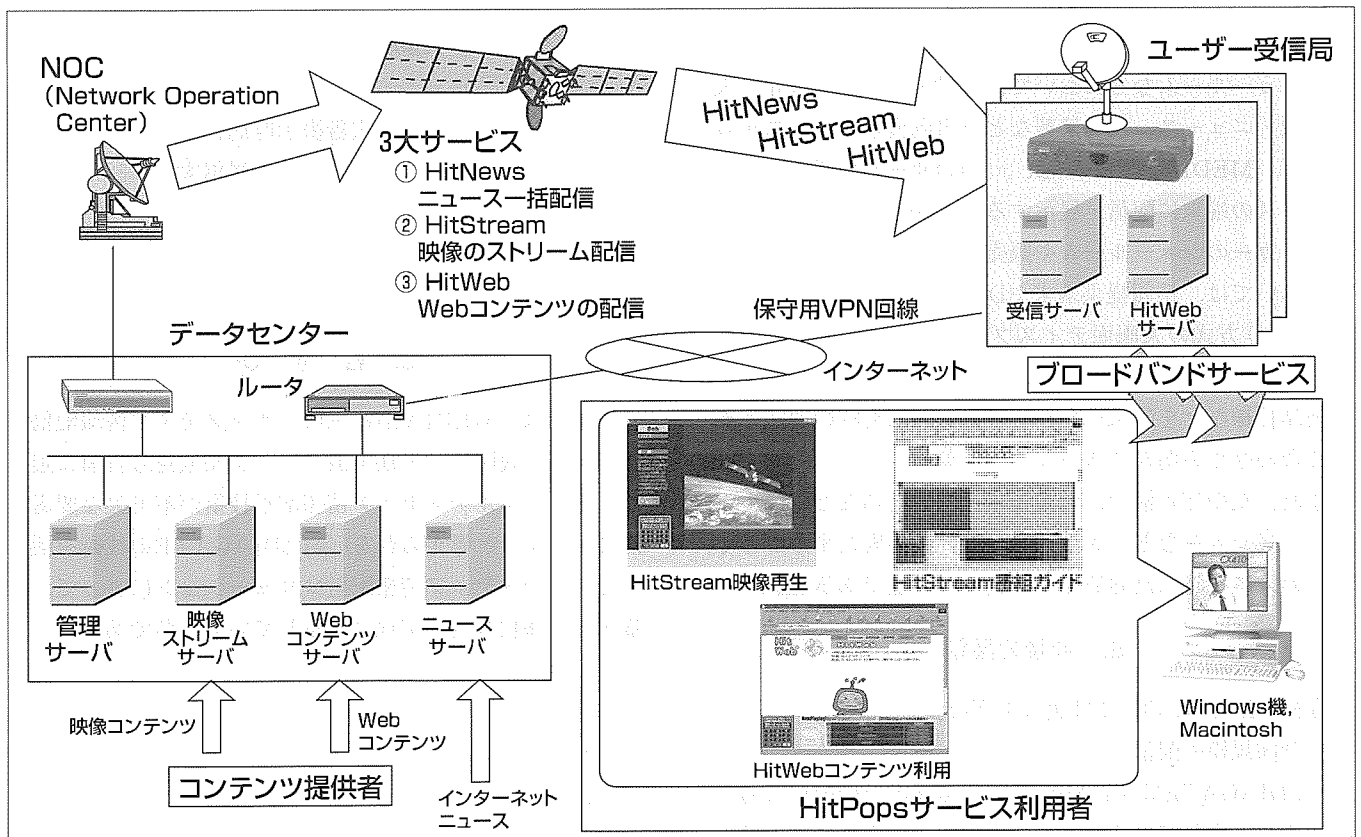 NOC
(Network Operation
Center)
3大サービス
① HitNews
ニュース一括配信
② HitStream
映像のストリーム配信
③ HitWeb
Webコンテンツの配信
HitNews
HitStream
HitWeb
ユーザー受信局
受信サーバ
HitWeb
サーバ
保守用VPN回線
インターネット
ブロードバンドサービス
データセンター
ルータ
管理
サーバ
映像
ストリーム
サーバ
Web
コンテンツ
サーバ
ニュース
サーバ
映像コンテンツ
Web
コンテンツ
インターネット
ニュース
コンテンツ提供者
HitStream映像再生
HitStream番組ガイド
Hit
Web
HitWebコンテンツ利用
Windows機,
Macintosh
HitPopsサービス利用者